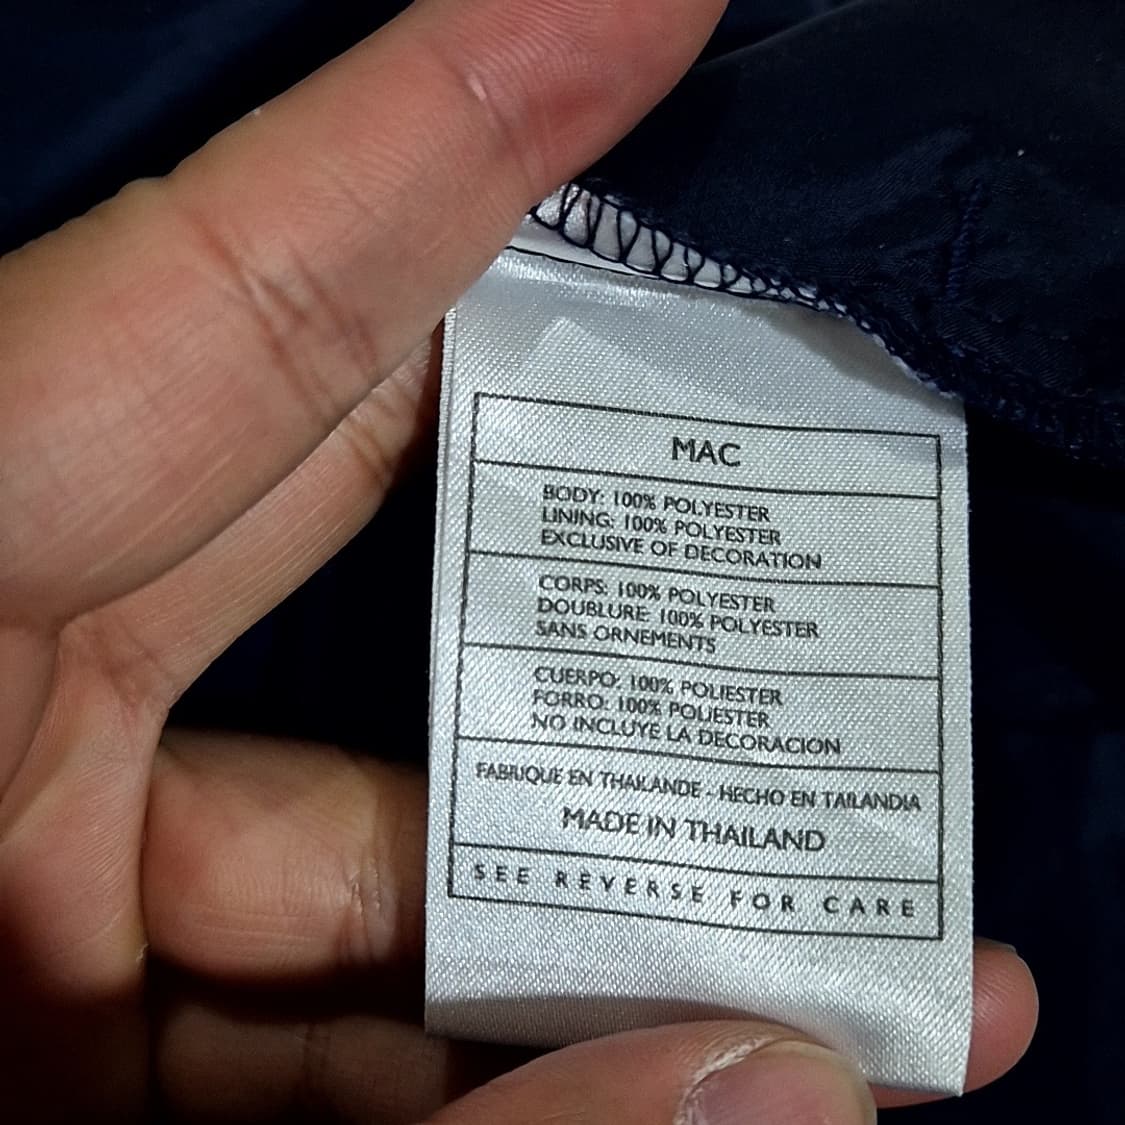 MAC
BODY: 100% POLYESTER
LINING: 100% POLYESTER
EXCLUSIVE OF DECORATION
CORPS: 100% POLYESTER
DOUBLURE: 100% POLYESTER
SANS ORNEMENTS
CUERPO: 100% POLIESTER
FORRO: 100% POLIESTER
NO INCLUYE LA DECORACION
FABRIQUE EN THAILANDE - HECHO EN TAILANDIA
MADE IN THAILAND
SEE REVERSE FOR CARE